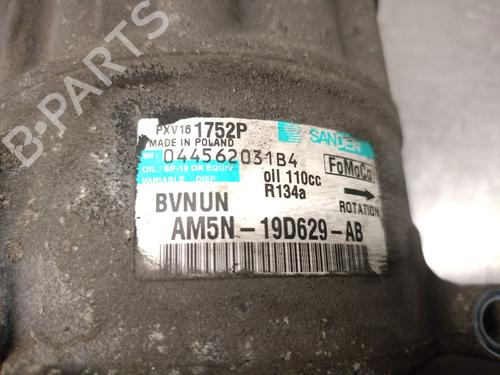 B-PARTS
PXV16 1752P
MADE IN POLAND
SANDEN
SN: 044562031B4
OIL: SP-10 OR EQUIV
VARIABLE DISP.
oil 110cc
R134a
FoMoCo
BVNUN
ROTATION
AM5N-19D629-AB